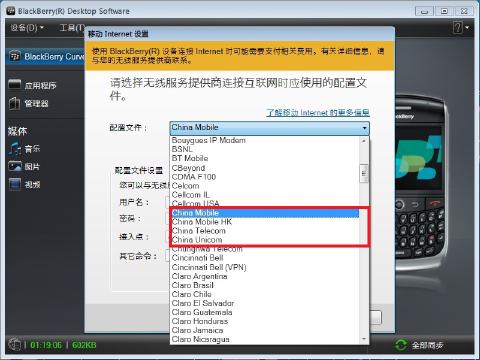 BlackBerry(R) Desktop Software
设备(D) 工具(T)
?
BlackBerry Curve
应用程序
管理器
媒体
音乐
图片
视频
移动 Internet 设置
使用 BlackBerry(R) 设备连接 Internet 时可能需要支付相关费用。有关详细信息，请
与您的无线服务提供商联系。
请选择无线服务提供商连接互联网时应使用的配置文
件。
了解移动 Internet 的更多信息
配置文件： China Mobile
Bouygues IP Modem
BSNL
BT Mobile
CBeyond
CDMA F100
Celcom
Cellcom IL
Cellcom USA
China Mobile
China Mobile HK
China Telecom
China Unicom
Chunghwa Telecom
Cincinnati Bell
Cincinnati Bell (VPN)
Claro Argentina
Claro Brasil
Claro Chile
Claro El Salvador
Claro Guatemala
Claro Honduras
Claro Jamaica
Claro Nicaragua
配置文件设置
您可以与无线
用户名：
密码：
接入点：
其它命令：
01:19:06 602KB
全部同步